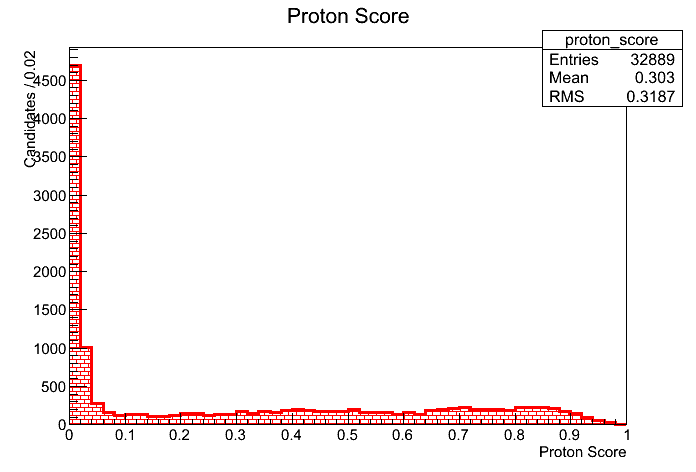 Proton Score
proton_score
Entries 32889
Mean 0.303
RMS 0.3187
Candidates / 0.02
4500
4000
3500
3000
2500
2000
1500
1000
500
0
0 0.1 0.2 0.3 0.4 0.5 0.6 0.7 0.8 0.9 1
Proton Score